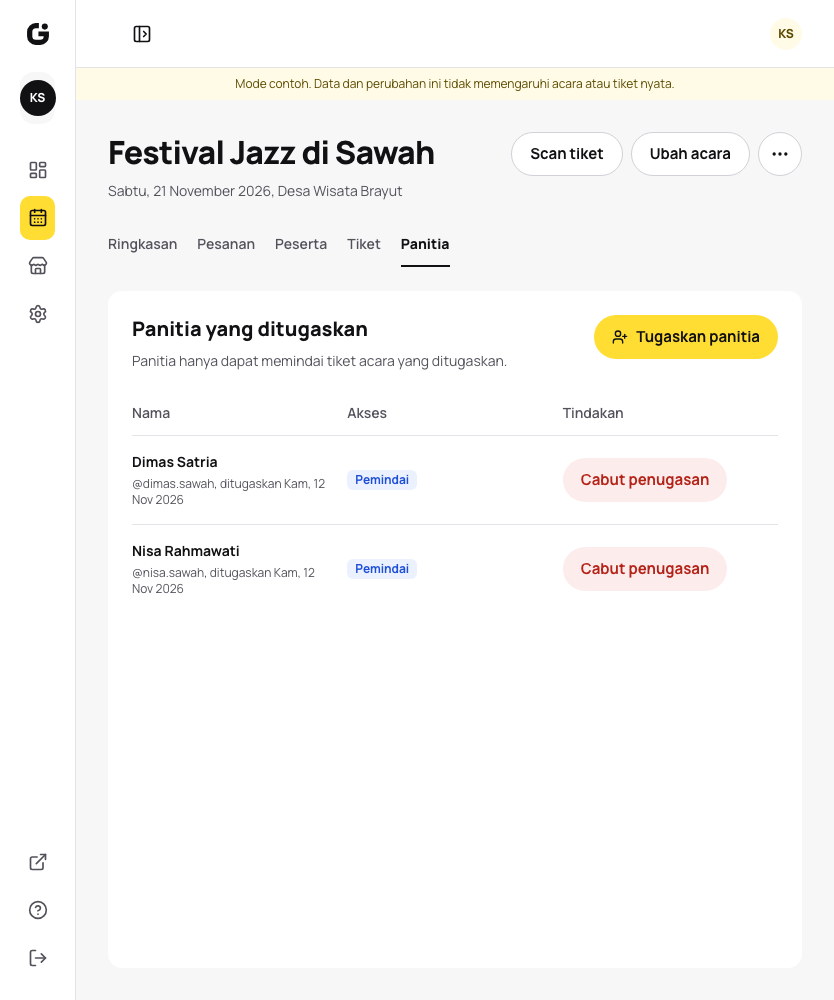 G
KS
KS
Mode contoh. Data dan perubahan ini tidak memengaruhi acara atau tiket nyata.
Festival Jazz di Sawah
Scan tiket
Ubah acara
Sabtu, 21 November 2026, Desa Wisata Brayut
Ringkasan
Pesanan
Peserta
Tiket
Panitia
Panitia yang ditugaskan
Tugaskan panitia
Panitia hanya dapat memindai tiket acara yang ditugaskan.
Nama
Akses
Tindakan
Dimas Satria
@dimas.sawah, ditugaskan Kam, 12
Nov 2026
Pemindai
Cabut penugasan
Nisa Rahmawati
@nisa.sawah, ditugaskan Kam, 12
Nov 2026
Pemindai
Cabut penugasan